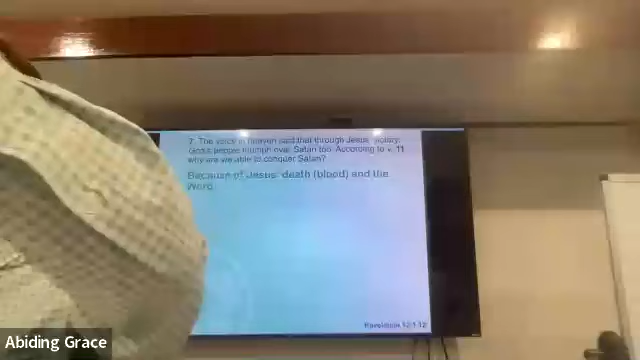 7. The voice in heaven said that through Jesus' victory,
God's people triumph over Satan too. According to v. 11
why are we able to conquer Satan?
Because of Jesus' death (blood) and the
Word
Revelation 12:1-12
Abiding Grace